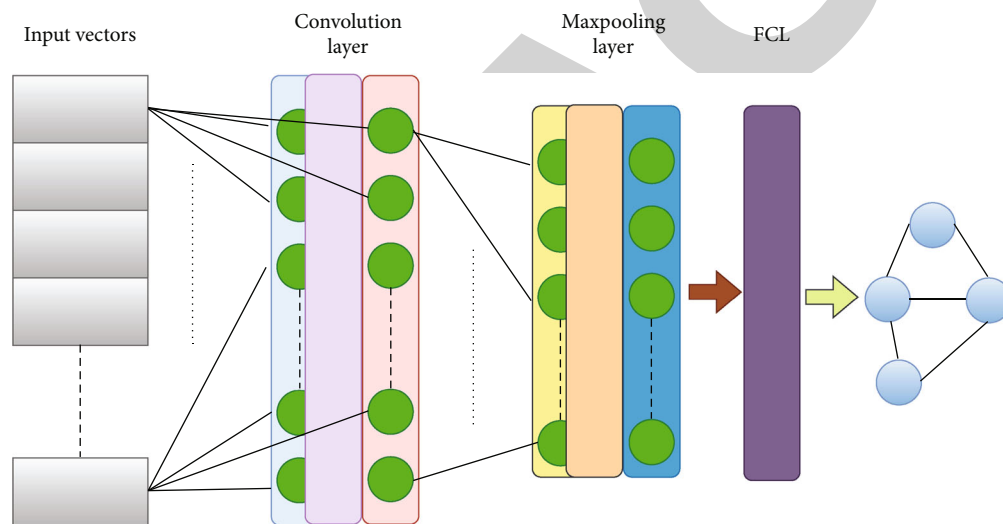 Input vectors
Convolution
layer
Maxpooling
layer
FCL